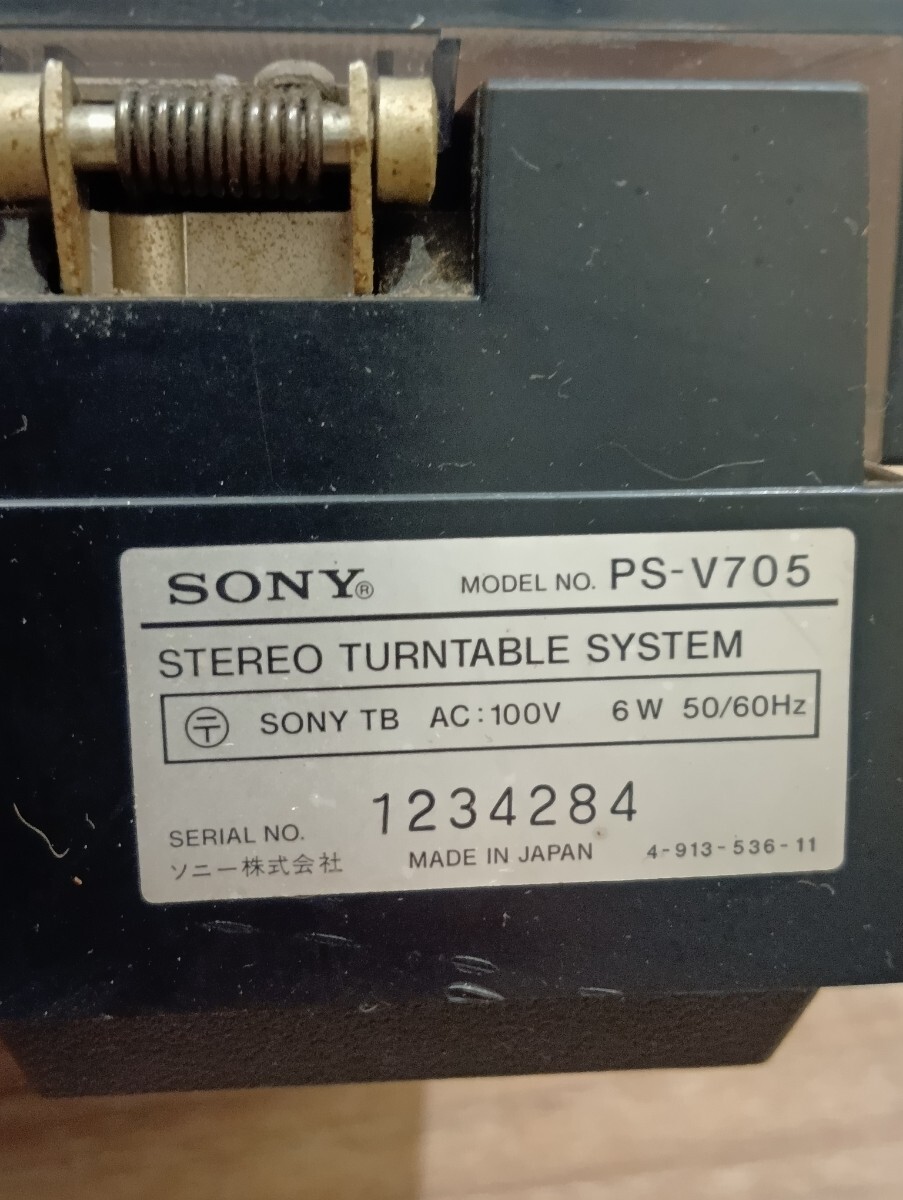 SONY® MODEL NO. PS-V705
STEREO TURNTABLE SYSTEM
〶 SONY TB AC:100V 6W 50/60Hz
SERIAL NO. 1234284
ソニー株式会社 MADE IN JAPAN 4-913-536-11